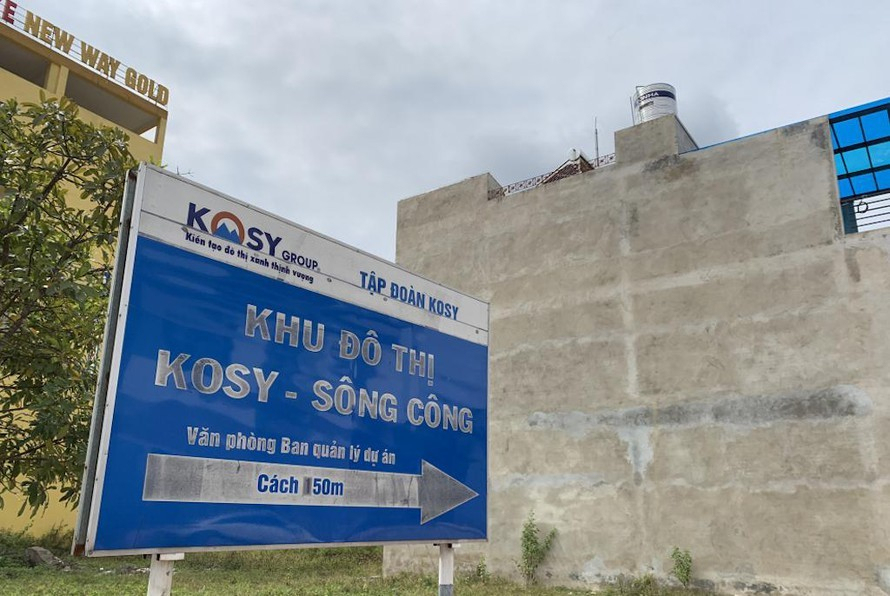 NEW WAY GOLD
KOSY GROUP
Kiến tạo đô thị xanh thịnh vượng
TẬP ĐOÀN KOSY
KHU ĐÔ THỊ
KOSY - SÔNG CÔNG
Văn phòng Ban quản lý dự án
Cách 50m